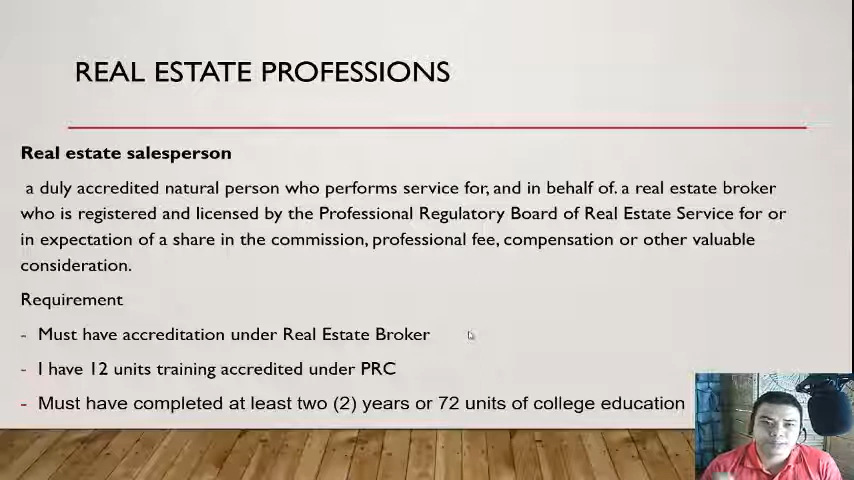 REAL ESTATE PROFESSIONS
Real estate salesperson
a duly accredited natural person who performs service for, and in behalf of. a real estate broker
who is registered and licensed by the Professional Regulatory Board of Real Estate Service for or
in expectation of a share in the commission, professional fee, compensation or other valuable
consideration.
Requirement
- Must have accreditation under Real Estate Broker
- I have 12 units training accredited under PRC
- Must have completed at least two (2) years or 72 units of college education